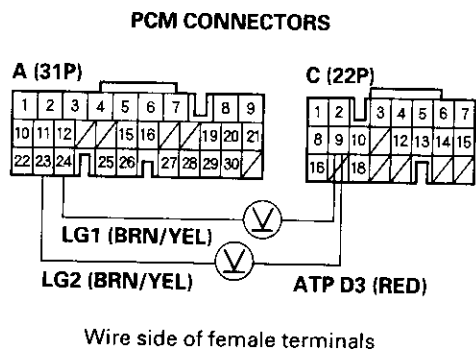 PCM CONNECTORS
A (31P)
C (22P)
1 2 3 4 5 6 7 8 9
10 11 12 15 16 19 20 21
22 23 24 25 26 27 28 29 30
1 2 3 4 5 6 7
8 9 10 12 13 14 15
16 18
V
LG1 (BRN/YEL)
V
LG2 (BRN/YEL)
ATP D3 (RED)
Wire side of female terminals